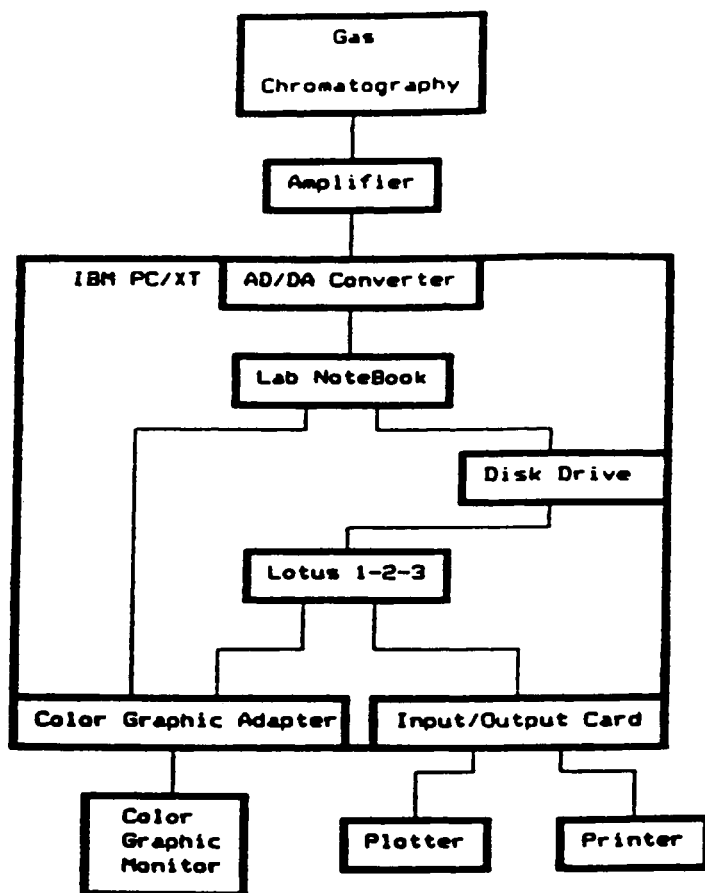 Gas
Chromatography
Amplifier
IBM PC/XT
AD/DA Converter
Lab NoteBook
Disk Drive
Lotus 1-2-3
Color Graphic Adapter
Input/Output Card
Color
Graphic
Monitor
Plotter
Printer